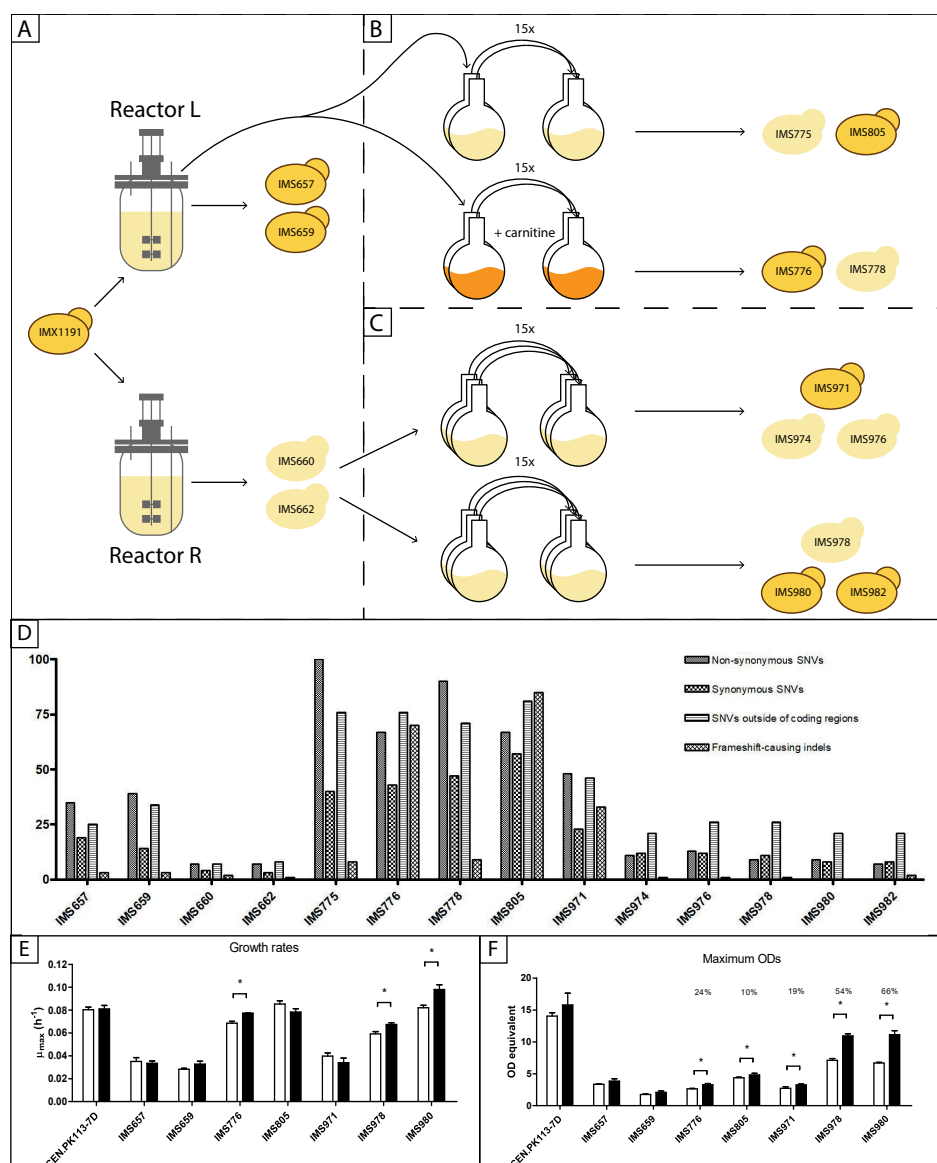 A
Reactor L
IMS657
IMS659
IMX1191
IMS660
IMS662
Reactor R
B
15x
IMS775
IMS805
15x
+ carnitine
IMS776
IMS778
C
15x
IMS971
IMS974
IMS976
15x
IMS978
IMS980
IMS982
D
100
75
50
25
0
Non-synonymous SNVs
Synonymous SNVs
SNVs outside of coding regions
Frameshift-causing indels
IMS657
IMS659
IMS660
IMS662
IMS775
IMS776
IMS778
IMS805
IMS971
IMS974
IMS976
IMS978
IMS980
IMS982
E
Growth rates
μmax (h⁻¹)
0.12
0.10
0.08
0.06
0.04
0.02
0.00
*
*
*
CEN.PK113-7D
IMS657
IMS659
IMS776
IMS805
IMS971
IMS978
IMS980
F
Maximum ODs
OD equivalent
20
15
10
5
0
24%
10%
19%
54%
66%
*
*
*
*
*
CEN.PK113-7D
IMS657
IMS659
IMS776
IMS805
IMS971
IMS978
IMS980